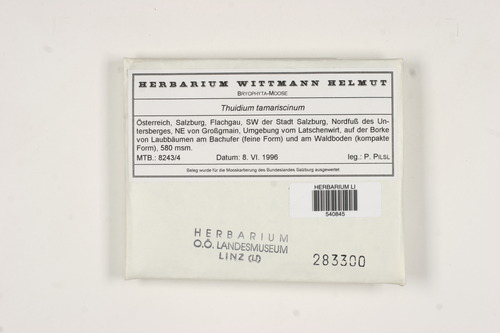 HERBARIUM WITTMANN HELMUT
BRYOPHYTA-MOOSE
Thuidium tamariscinum
Österreich, Salzburg, Flachgau, SW der Stadt Salzburg, Nordfuß des Un-
tersberges, NE von Großgmain, Umgebung vom Latschenwirt, auf der Borke
von Laubbäumen am Bachufer (feine Form) und am Waldboden (kompakte
Form), 580 msm.
MTB.: 8243/4 Datum: 8. VI. 1996 leg.: P. PILSL
Beleg wurde für die Mooskartierung des Bundeslandes Salzburg ausgewertet
HERBARIUM LI
540845
HERBARIUM
O.Ö. LANDESMUSEUM
LINZ (LI)
283300